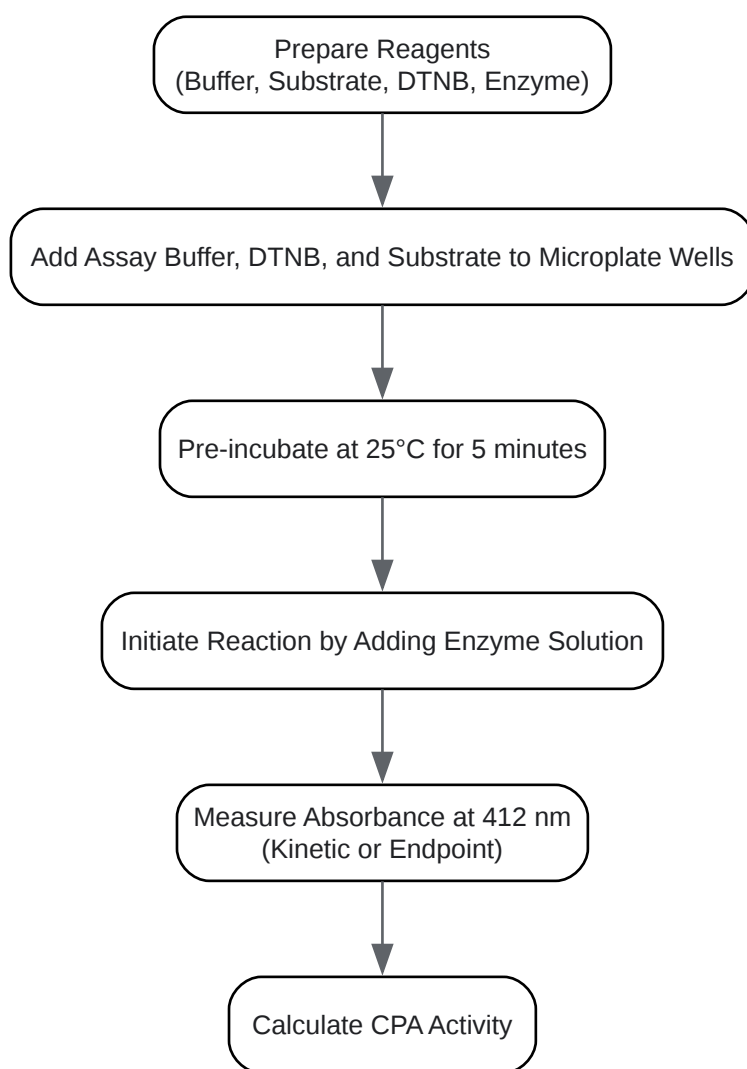 Prepare Reagents
(Buffer, Substrate, DTNB, Enzyme)
Add Assay Buffer, DTNB, and Substrate to Microplate Wells
Pre-incubate at 25°C for 5 minutes
Initiate Reaction by Adding Enzyme Solution
Measure Absorbance at 412 nm
(Kinetic or Endpoint)
Calculate CPA Activity